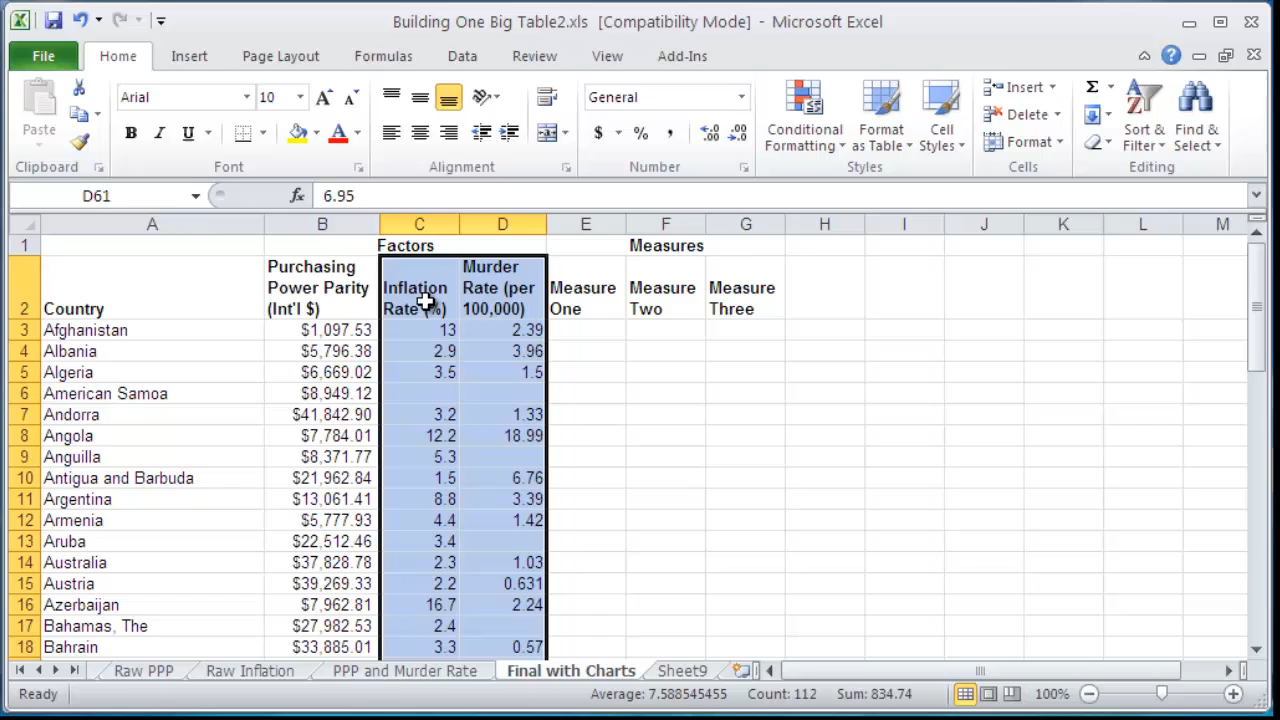 Building One Big Table2.xls [Compatibility Mode] - Microsoft Excel
File Home Insert Page Layout Formulas Data Review View Add-Ins
Paste
Clipboard
Arial 10
B I U A
Font
Alignment
General
$ % ,
Number
Conditional Formatting
Format as Table
Cell Styles
Styles
Insert
Delete
Format
Cells
Σ
Sort & Filter
Find & Select
Editing
D61 fx 6.95
A B C D E F G H I J K L M
1 Factors Measures
2 Country Purchasing Power Parity (Int'l $) Inflation Rate (%) Murder Rate (per 100,000) Measure One Measure Two Measure Three
3 Afghanistan $1,097.53 13 2.39
4 Albania $5,796.38 2.9 3.96
5 Algeria $6,669.02 3.5 1.5
6 American Samoa $8,949.12
7 Andorra $41,842.90 3.2 1.33
8 Angola $7,784.01 12.2 18.99
9 Anguilla $8,371.77 5.3
10 Antigua and Barbuda $21,962.84 1.5 6.76
11 Argentina $13,061.41 8.8 3.39
12 Armenia $5,777.93 4.4 1.42
13 Aruba $22,512.46 3.4
14 Australia $37,828.78 2.3 1.03
15 Austria $39,269.33 2.2 0.631
16 Azerbaijan $7,962.81 16.7 2.24
17 Bahamas, The $27,982.53 2.4
18 Bahrain $33,885.01 3.3 0.57
Raw PPP Raw Inflation PPP and Murder Rate Final with Charts Sheet9
Ready Average: 7.588545455 Count: 112 Sum: 834.74 100%